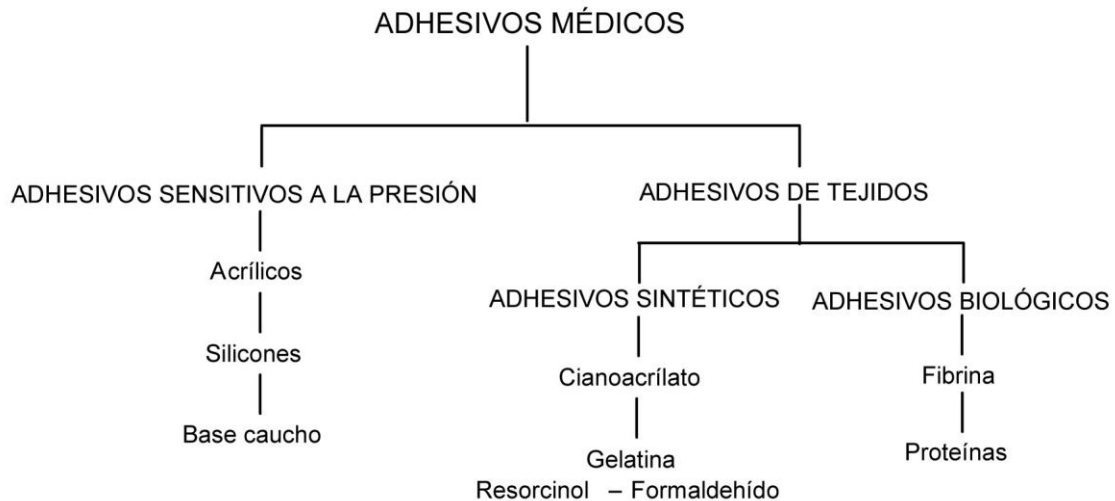 ADHESIVOS MÉDICOS
ADHESIVOS SENSITIVOS A LA PRESIÓN
Acrílicos
Silicones
Base caucho
ADHESIVOS DE TEJIDOS
ADHESIVOS SINTÉTICOS
Cianoacrílato
Gelatina
Resorcinol – Formaldehído
ADHESIVOS BIOLÓGICOS
Fibrina
Proteínas